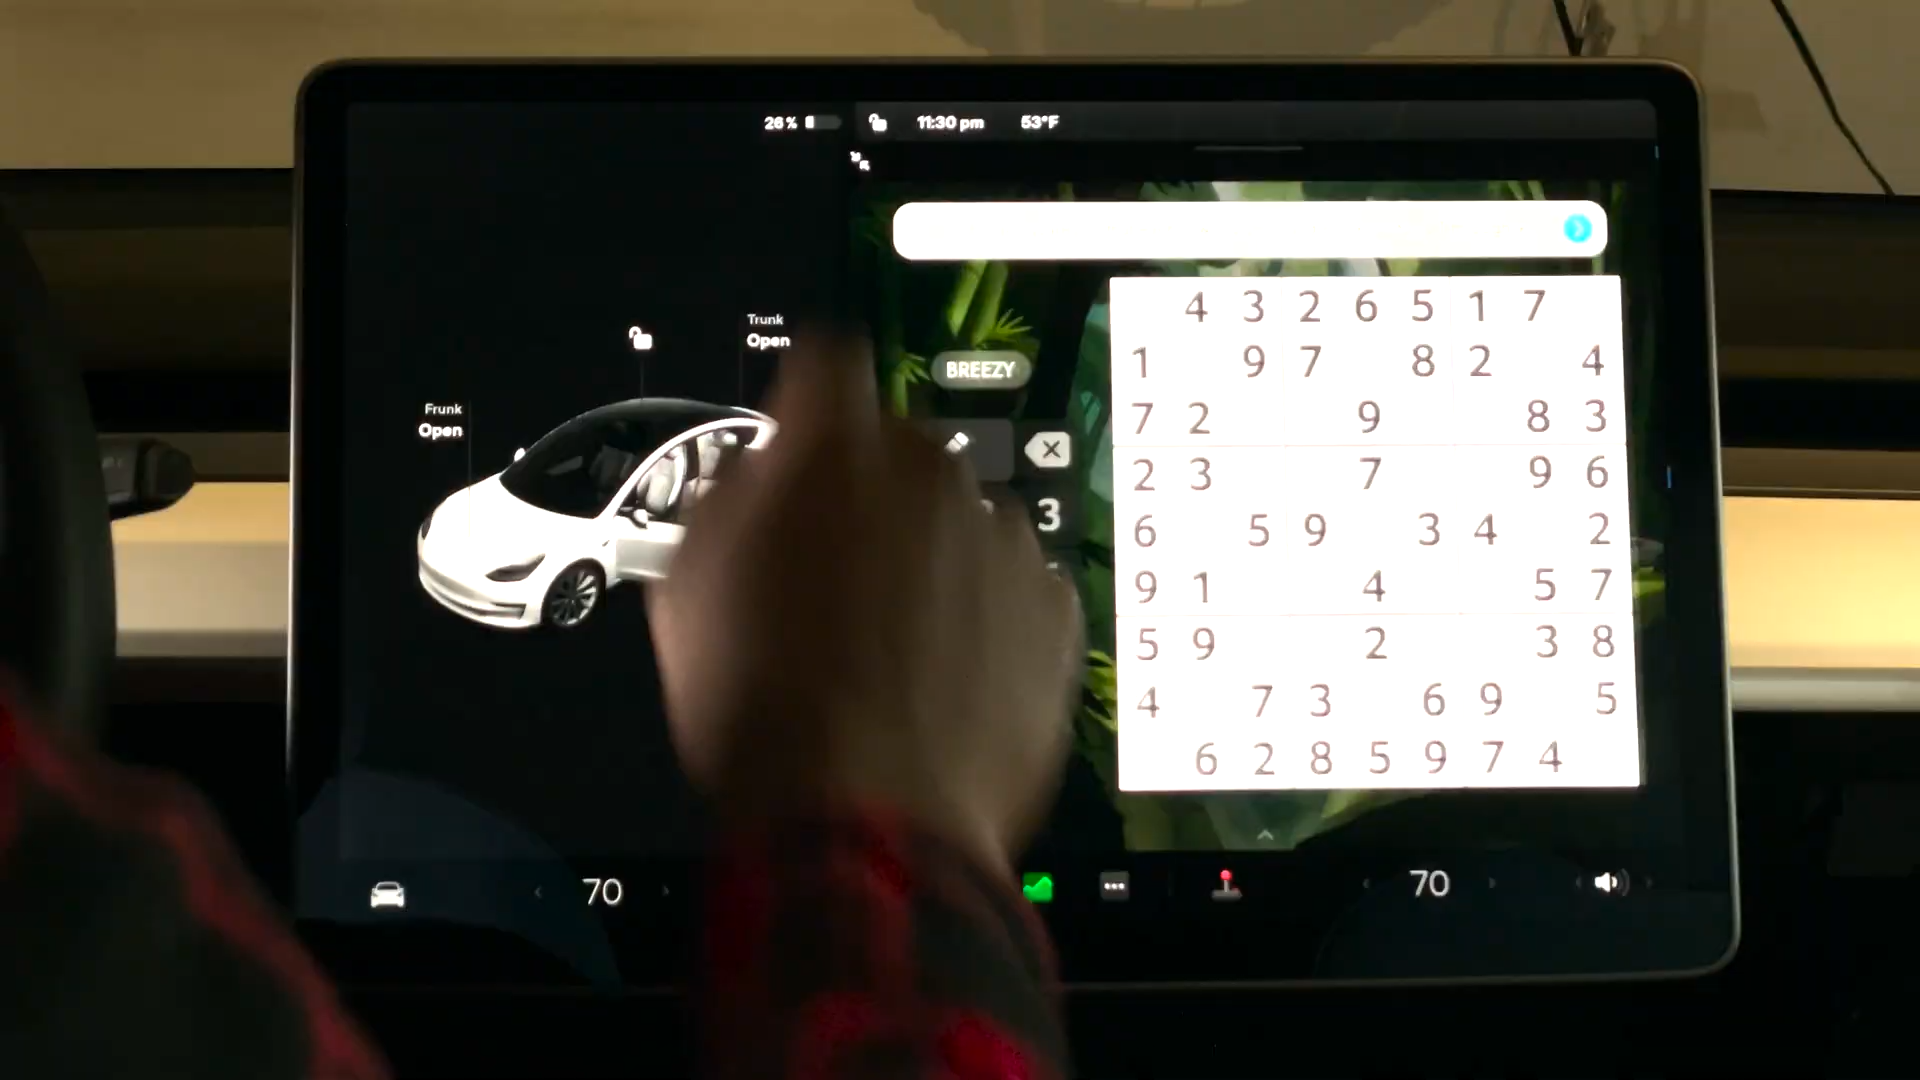 26% 11:30 pm 53°F
Trunk
Open
Frunk
Open
BREEZY
3
4 3 2 6 5 1 7
1 9 7 8 2 4
7 2 9 8 3
2 3 7 9 6
6 5 9 3 4 2
9 1 4 5 7
5 9 2 3 8
4 7 3 6 9 5
6 2 8 5 9 7 4
70 70